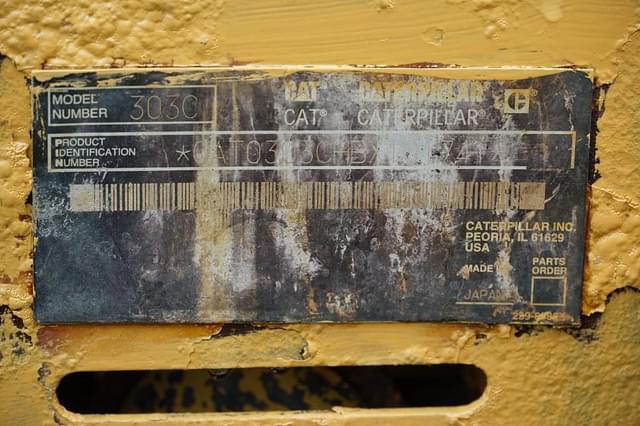 CAT CATERPILLAR
MODEL NUMBER 303C
CAT® CATERPILLAR®
PRODUCT IDENTIFICATION NUMBER
CATERPILLAR INC.
PEORIA, IL 61629
USA
MADE IN
JAPAN
PARTS ORDER